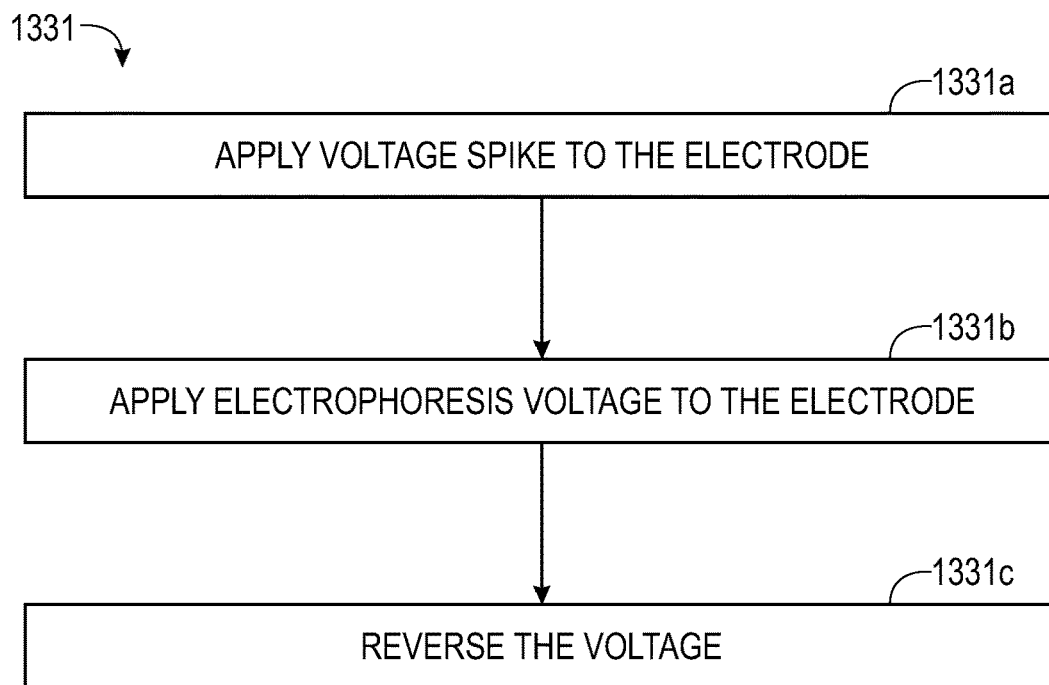 1331
1331a
APPLY VOLTAGE SPIKE TO THE ELECTRODE
1331b
APPLY ELECTROPHORESIS VOLTAGE TO THE ELECTRODE
1331c
REVERSE THE VOLTAGE